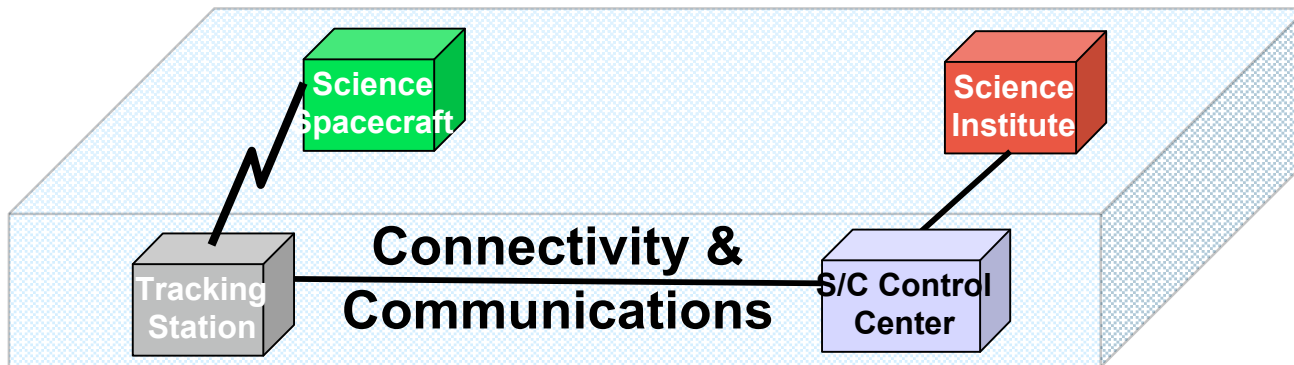 Science
Spacecraft
Science
Institute
Connectivity &
Communications
Tracking
Station
S/C Control
Center